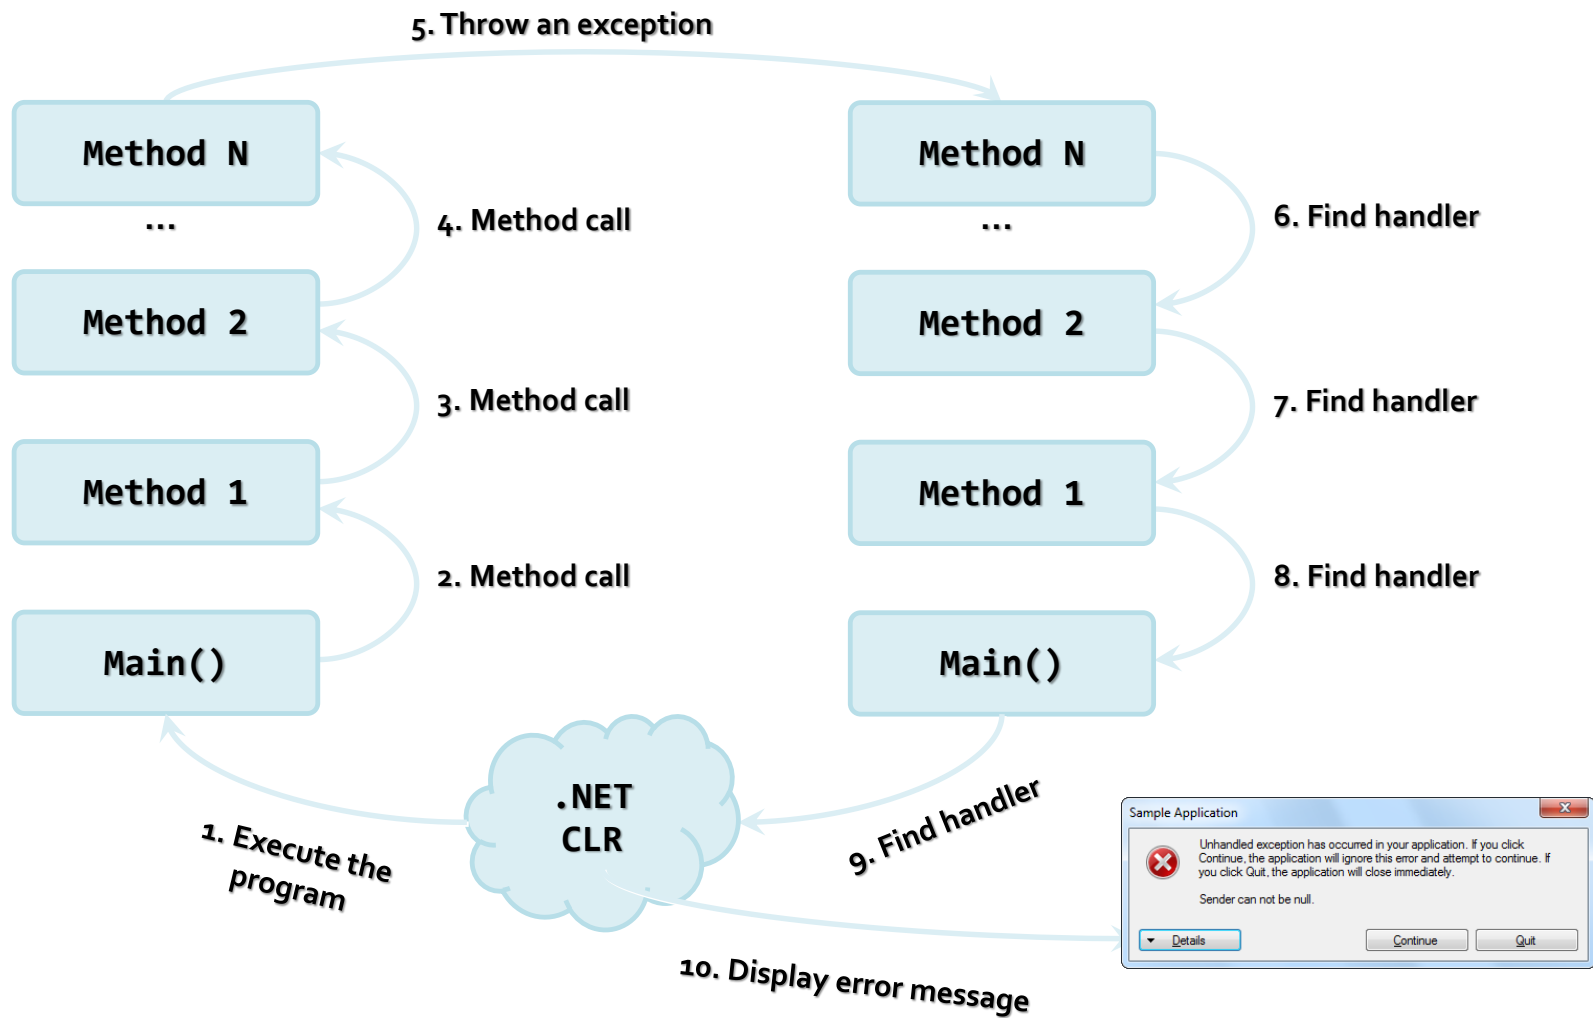 5. Throw an exception
Method N
...
4. Method call
Method 2
3. Method call
Method 1
2. Method call
Main()
1. Execute the
program
.NET
CLR
Method N
...
6. Find handler
Method 2
7. Find handler
Method 1
8. Find handler
Main()
9. Find handler
10. Display error message
Sample Application
Unhandled exception has occurred in your application. If you click
Continue, the application will ignore this error and attempt to continue. If
you click Quit, the application will close immediately.
Sender can not be null.
Details
Continue
Quit